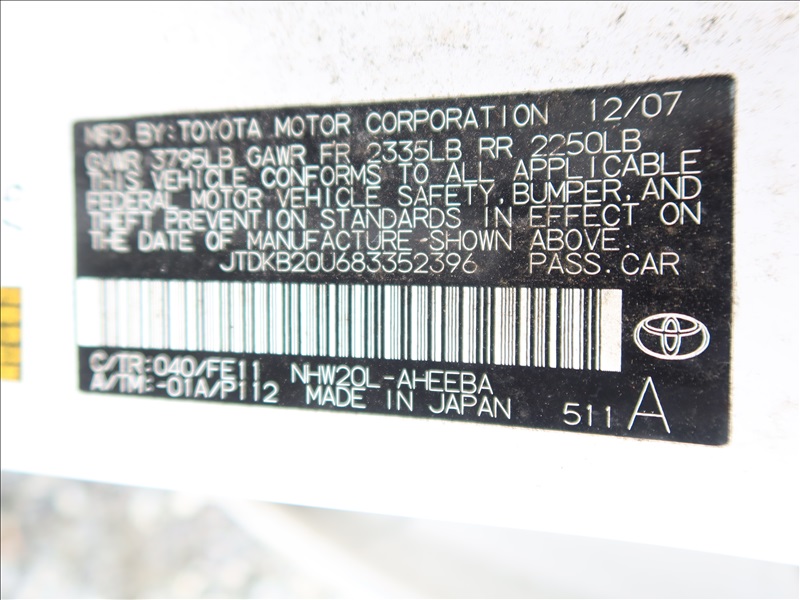 MFD. BY: TOYOTA MOTOR CORPORATION 12/07
GVWR 3795LB GAWR FR 2335LB RR 2250LB
THIS VEHICLE CONFORMS TO ALL APPLICABLE
FEDERAL MOTOR VEHICLE SAFETY, BUMPER, AND
THEFT PREVENTION STANDARDS IN EFFECT ON
THE DATE OF MANUFACTURE SHOWN ABOVE.
JTDKB20U683352396 PASS. CAR
C/TR: 040/FE11 NHW20L-AHEEBA
A/TM: -01A/P112 MADE IN JAPAN 511 A